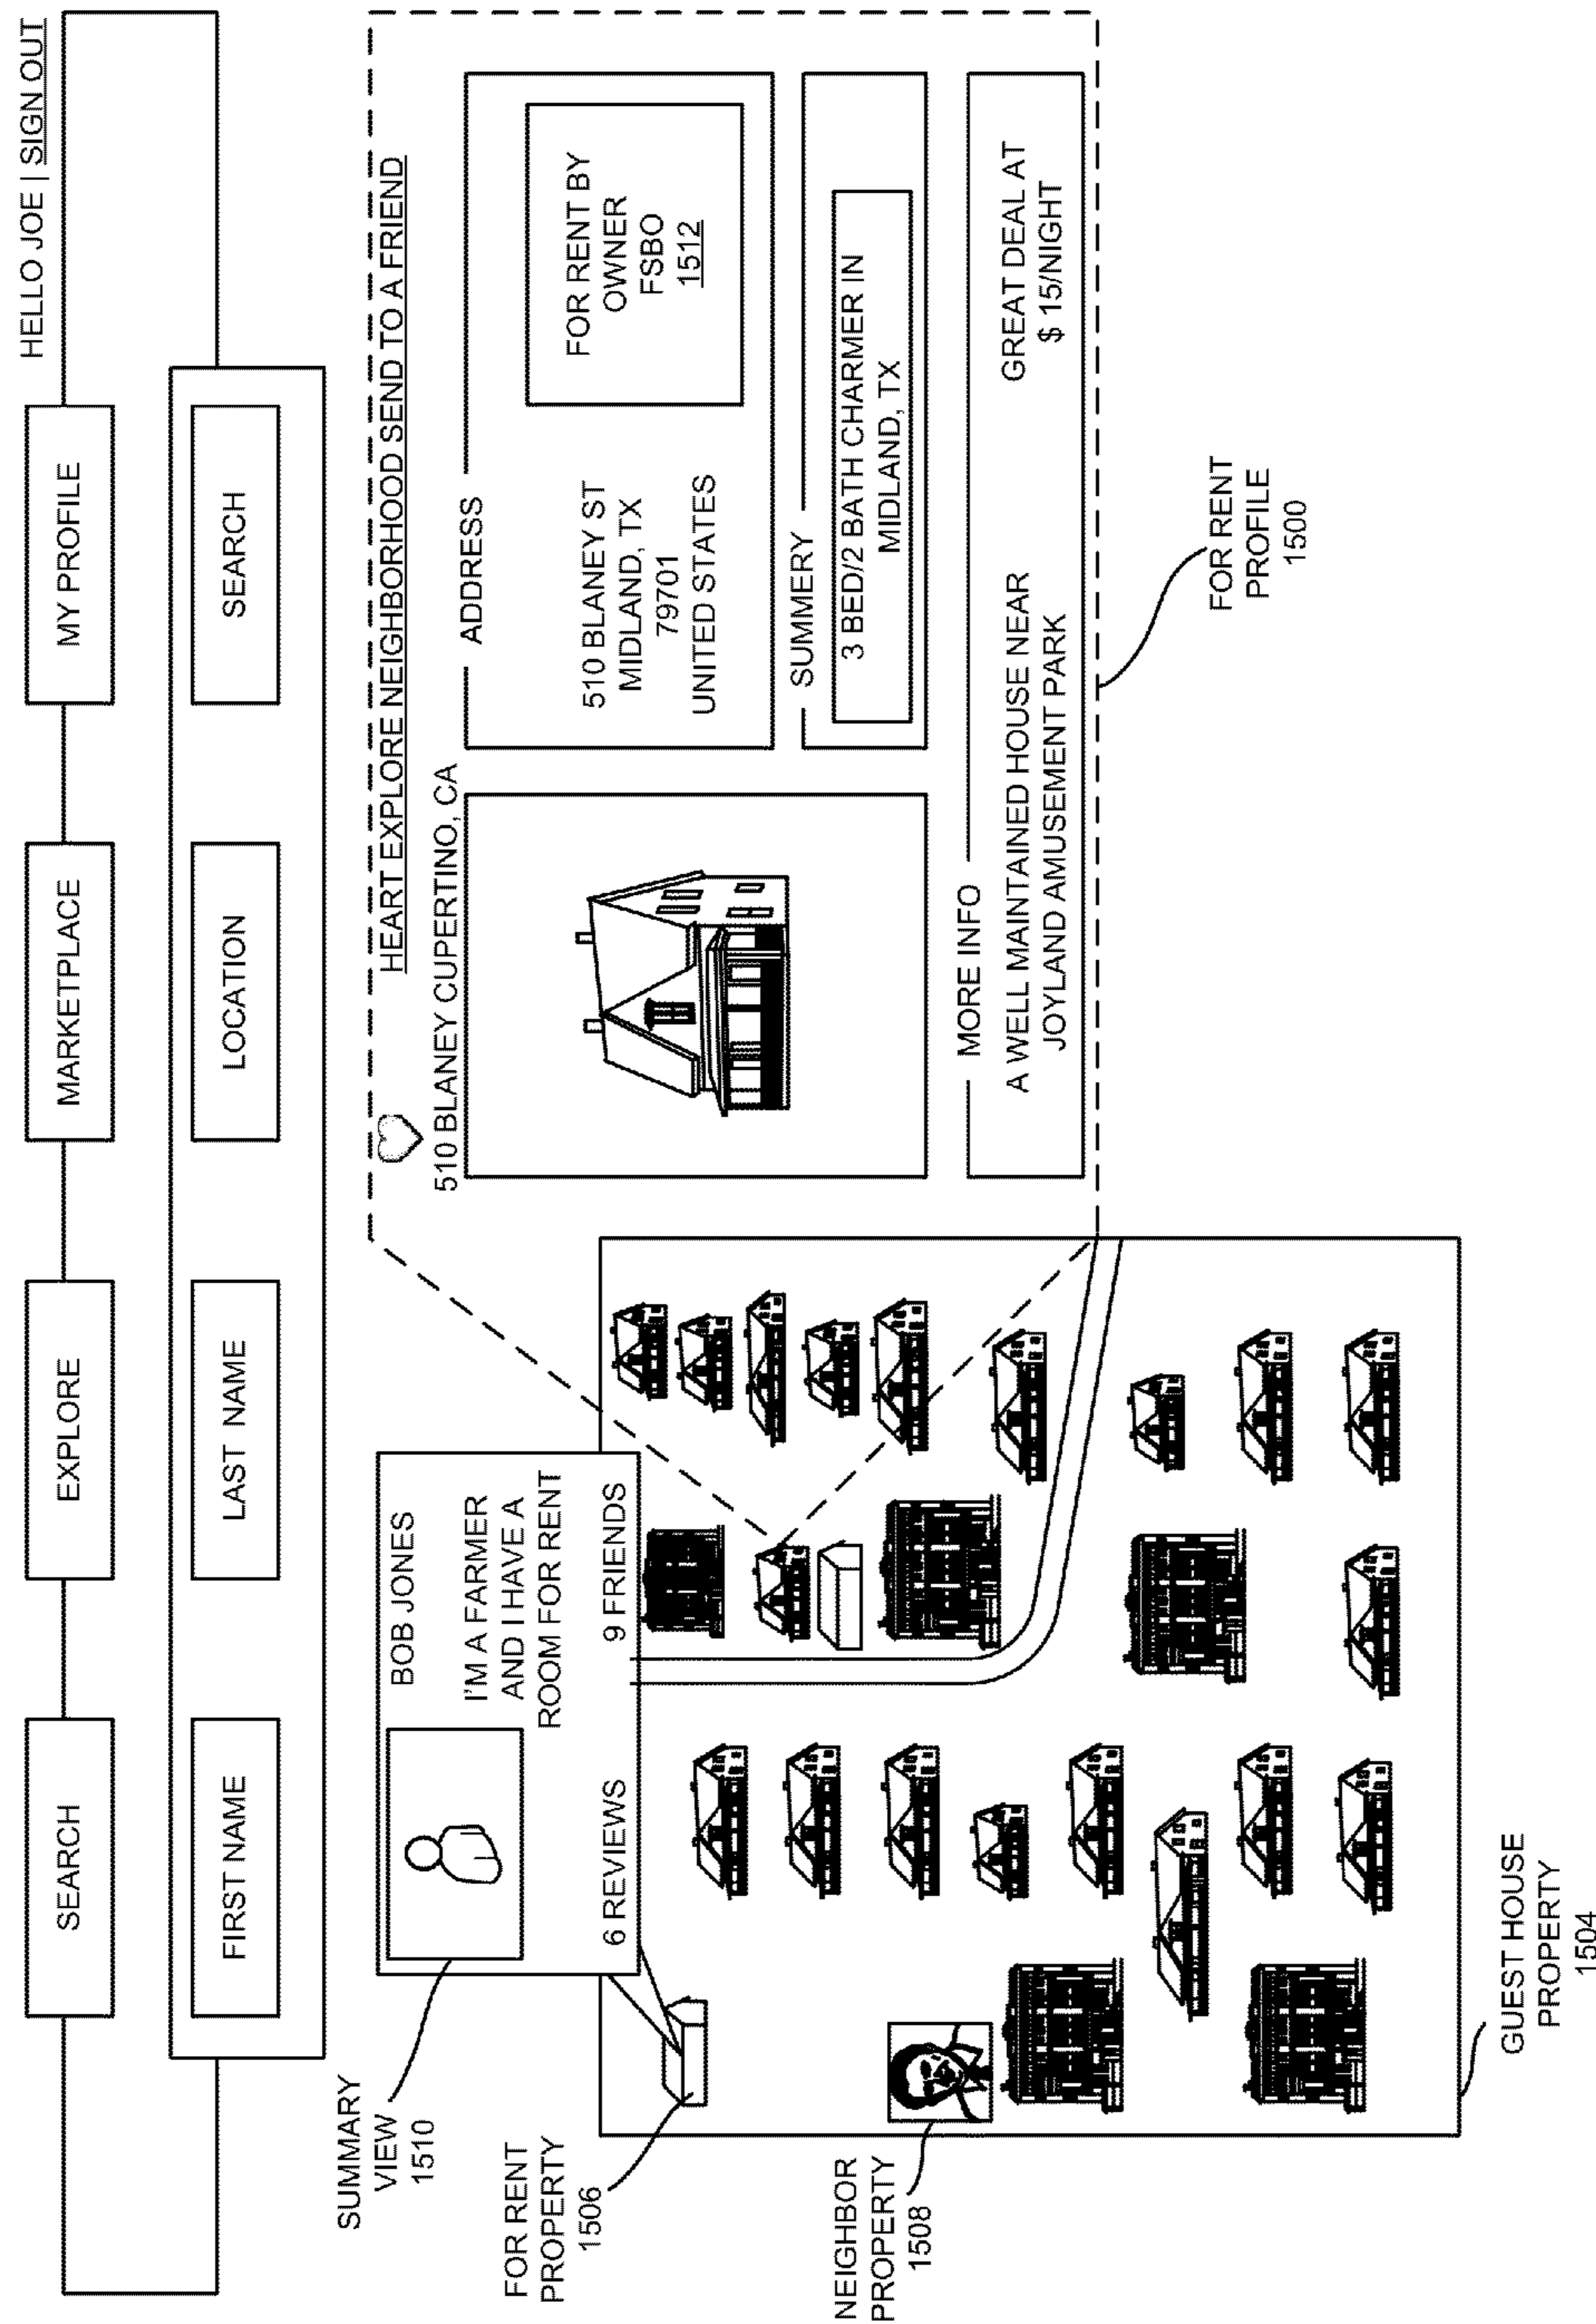 HELLO JOE | SIGN OUT
SEARCH
EXPLORE
MARKETPLACE
MY PROFILE
FIRST NAME
LAST NAME
LOCATION
SEARCH
SUMMARY
VIEW
1510
BOB JONES
I'M A FARMER
AND I HAVE A
ROOM FOR RENT
6 REVIEWS
9 FRIENDS
FOR RENT
PROPERTY
1506
NEIGHBOR
PROPERTY
1508
GUEST HOUSE
PROPERTY
1504
HEART EXPLORE NEIGHBORHOOD SEND TO A FRIEND
510 BLANEY CUPERTINO, CA
ADDRESS
510 BLANEY ST
MIDLAND, TX
79701
UNITED STATES
FOR RENT BY
OWNER
FSBO
1512
SUMMERY
3 BED/2 BATH CHARMER IN
MIDLAND, TX
MORE INFO
A WELL MAINTAINED HOUSE NEAR
JOYLAND AMUSEMENT PARK
GREAT DEAL AT
$ 15/NIGHT
FOR RENT
PROFILE
1500